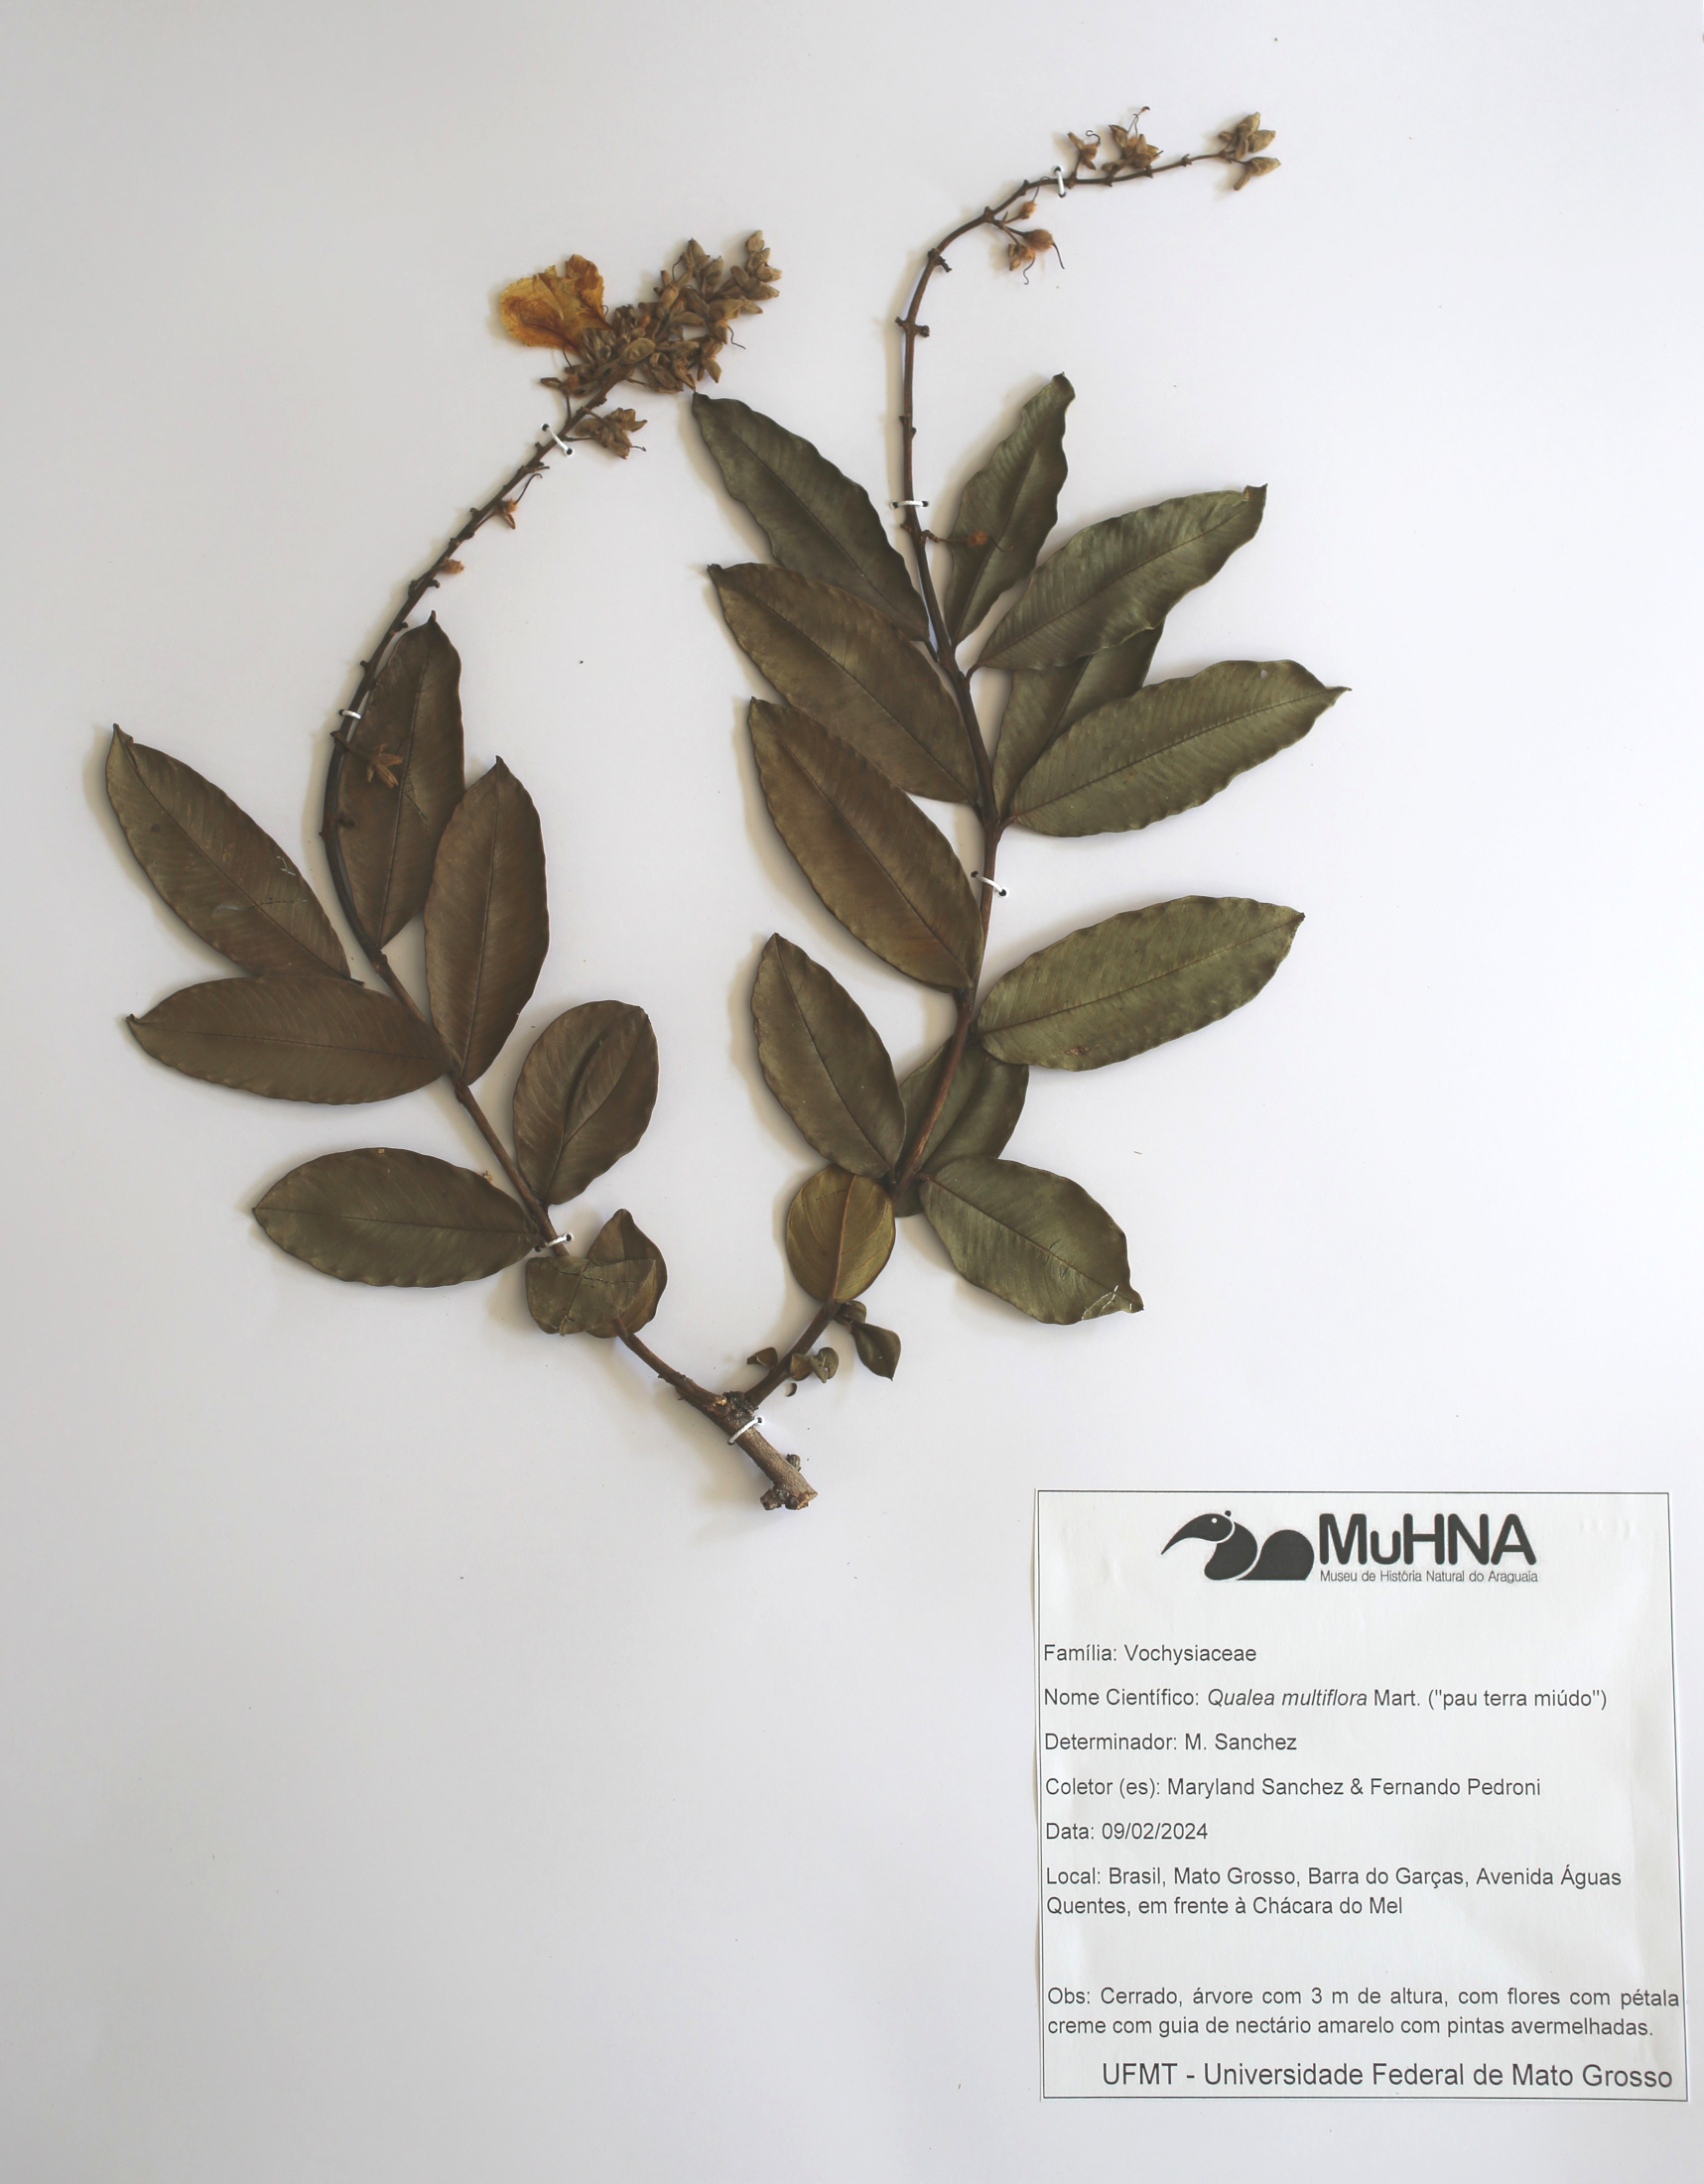 MuHNA
Museu de História Natural do Araguaia
Família: Vochysiaceae
Nome Científico: Qualea multiflora Mart. ("pau terra miúdo")
Determinador: M. Sanchez
Coletor (es): Maryland Sanchez & Fernando Pedroni
Data: 09/02/2024
Local: Brasil, Mato Grosso, Barra do Garças, Avenida Águas
Quentes, em frente à Chácara do Mel
Obs: Cerrado, árvore com 3 m de altura, com flores com pétala
creme com guia de nectário amarelo com pintas avermelhadas.
UFMT - Universidade Federal de Mato Grosso